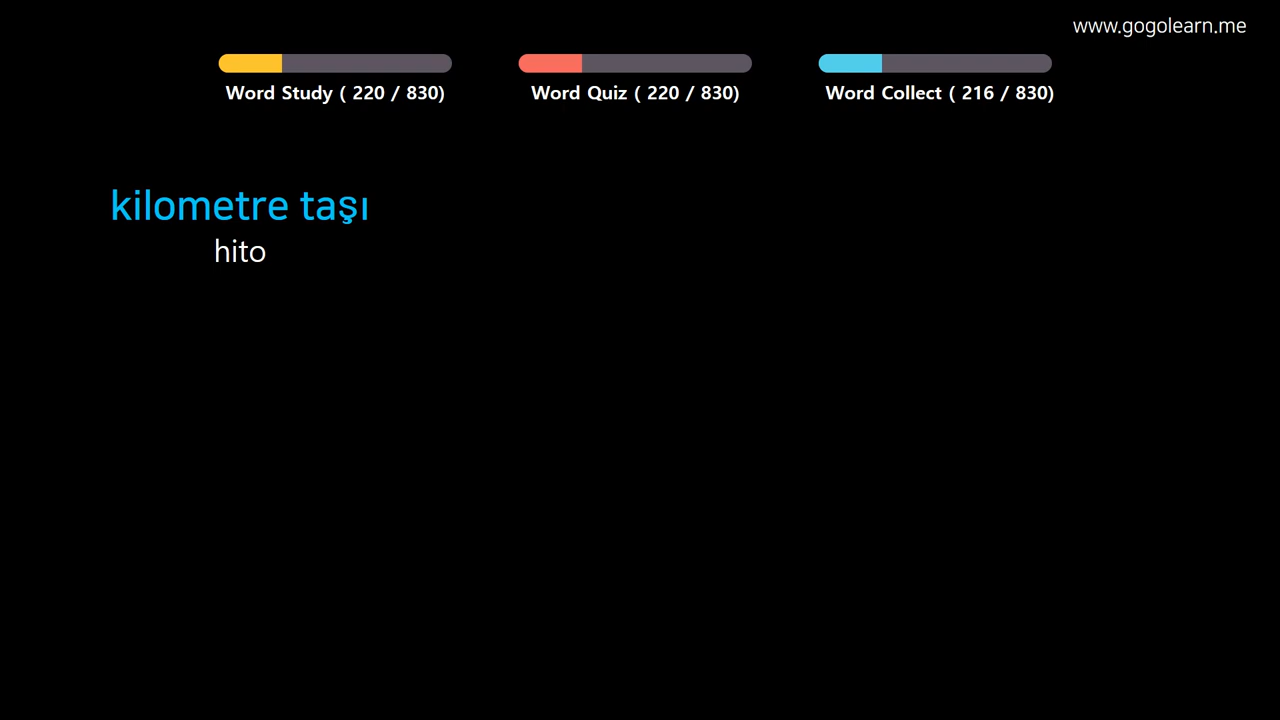 www.gogolearn.me
Word Study ( 220 / 830)
Word Quiz ( 220 / 830)
Word Collect ( 216 / 830)
kilometre taşı
hito